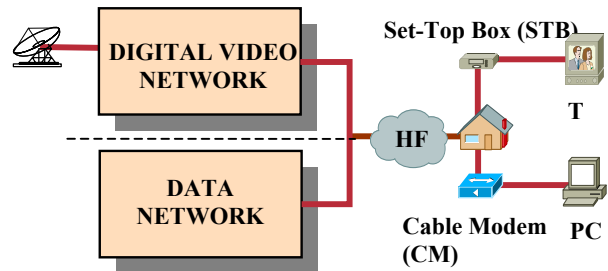 DIGITAL VIDEO
NETWORK
Set-Top Box (STB)
T
HF
DATA
NETWORK
Cable Modem
(CM)
PC